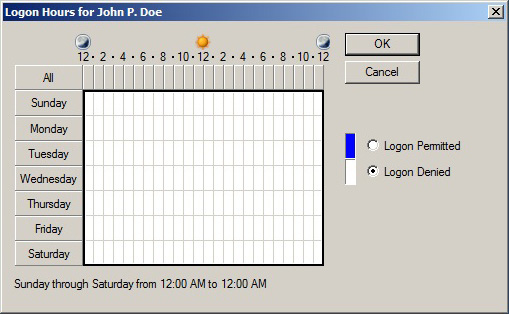 Logon Hours for John P. Doe
12 · 2 · 4 · 6 · 8 · 10 · 12 · 2 · 4 · 6 · 8 · 10 · 12
OK
Cancel
All
Sunday
Monday
Tuesday
Wednesday
Thursday
Friday
Saturday
Logon Permitted
Logon Denied
Sunday through Saturday from 12:00 AM to 12:00 AM